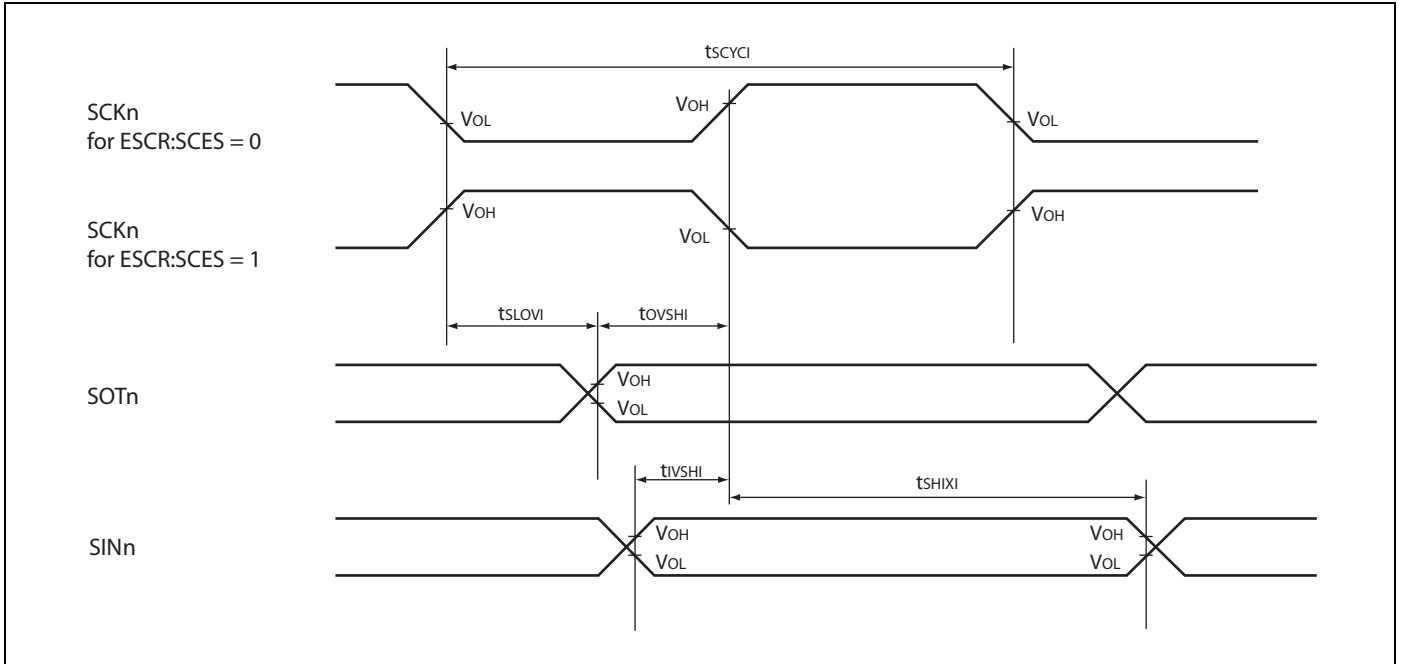 tSCYCI
SCKn
for ESCR:SCES = 0
VOL
VOH
VOL
SCKn
for ESCR:SCES = 1
VOH
VOL
VOH
tSLOVI
tOVSHI
SOTn
VOH
VOL
tIVSHI
tSHIXI
SINn
VOH
VOL
VOH
VOL